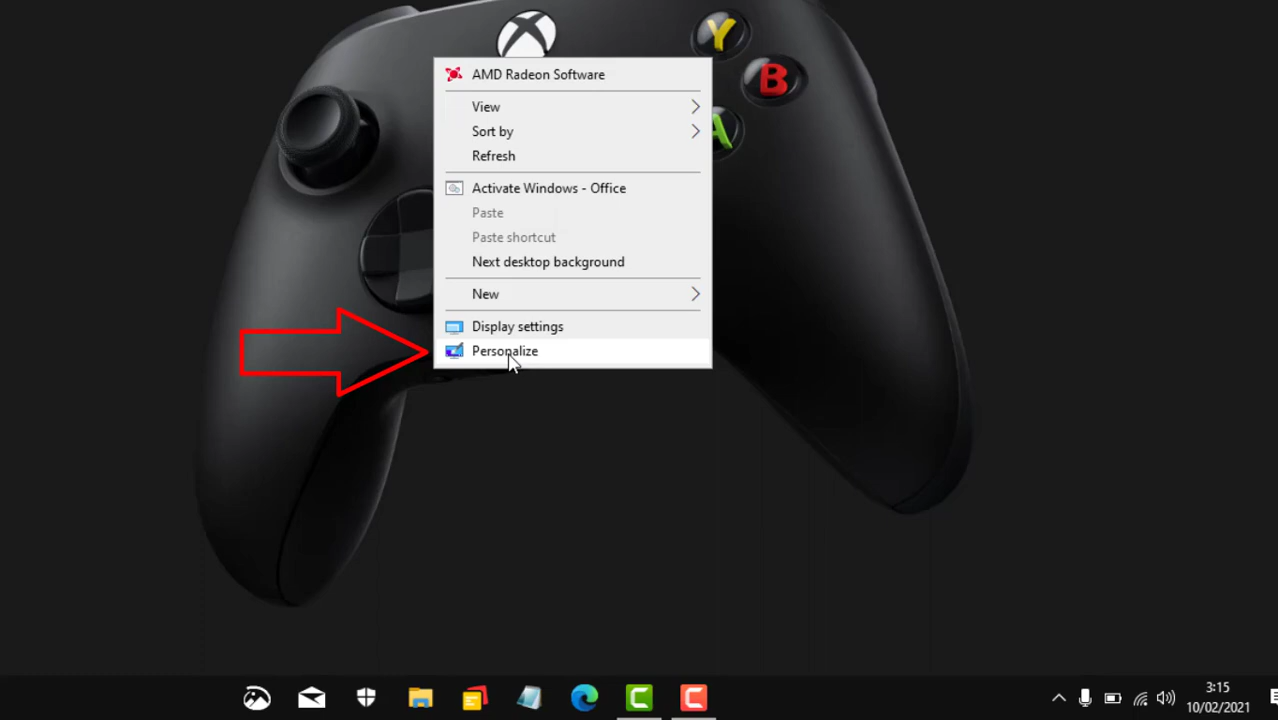 Y
B
A
AMD Radeon Software
View
Sort by
Refresh
Activate Windows - Office
Paste
Paste shortcut
Next desktop background
New
Display settings
Personalize
3:15
10/02/2021